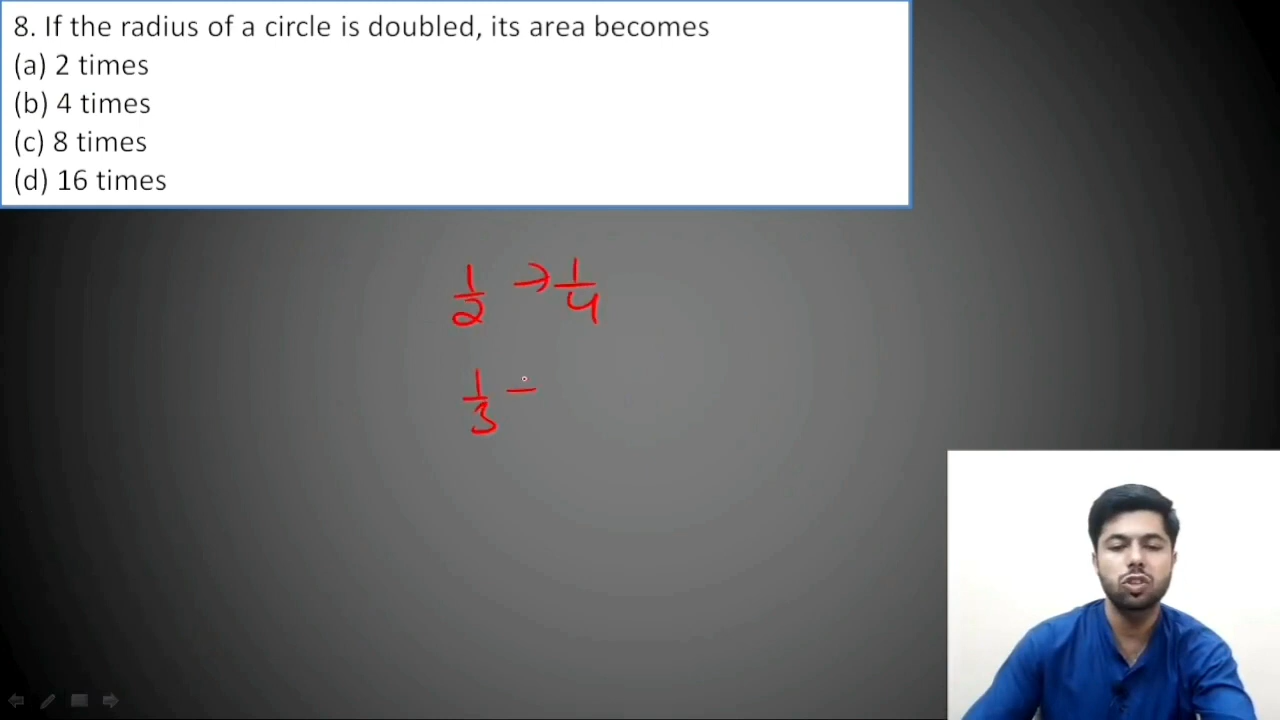 8. If the radius of a circle is doubled, its area becomes
(a) 2 times
(b) 4 times
(c) 8 times
(d) 16 times
1/2 → 1/4
1/3 –